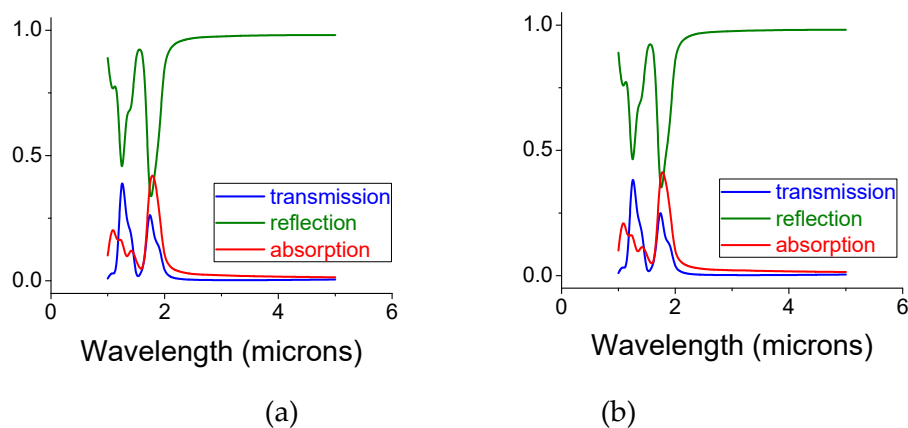 1.0
0.5
0.0
transmission
reflection
absorption
0
2
4
6
Wavelength (microns)
(a)
1.0
0.5
0.0
transmission
reflection
absorption
0
2
4
6
Wavelength (microns)
(b)